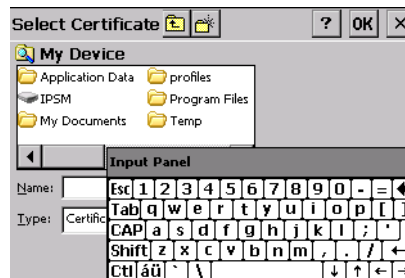 Select Certificate ? OK ×
My Device
Application Data profiles
IPSM Program Files
My Documents Temp
Input Panel
Name:
Type: Certific
Esc 1 2 3 4 5 6 7 8 9 0 - =
Tab q w e r t y u i o p [ ]
CAP a s d f g h j k l ; '
Shift z x c v b n m , . /
Ctl áü ` \ ↓ ↑ ← →